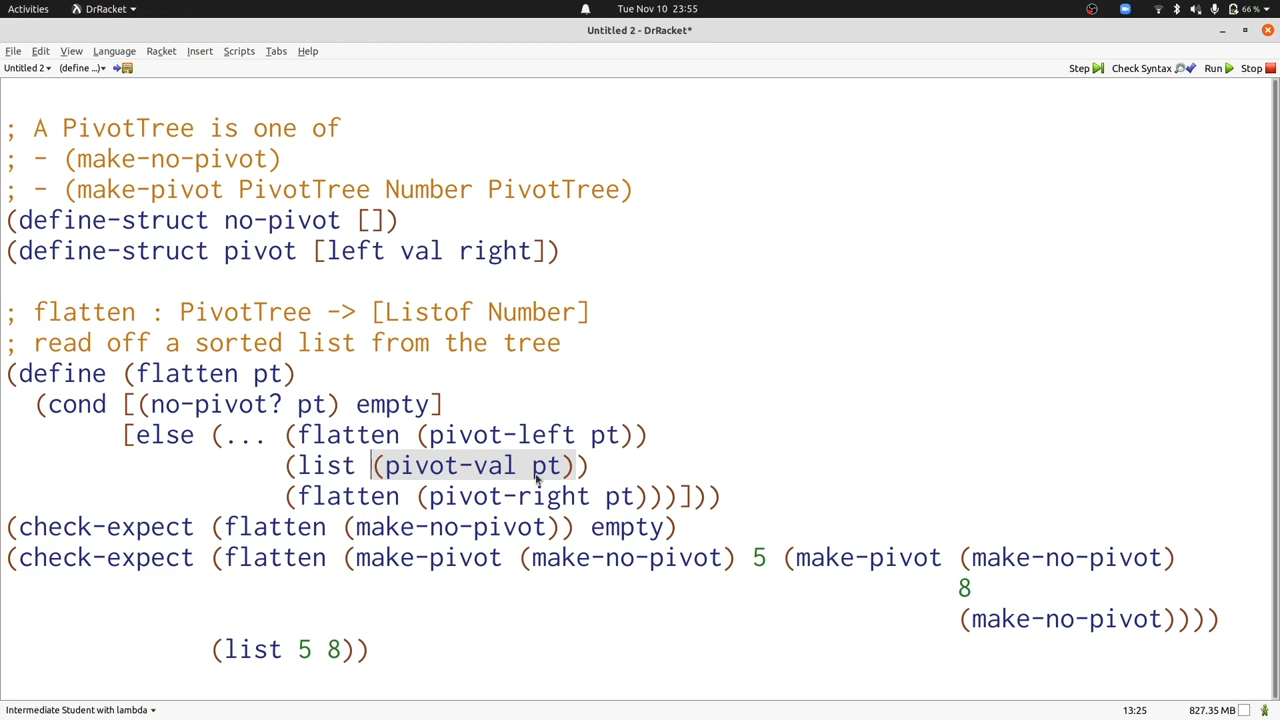 Activities DrRacket Tue Nov 10 23:55 66 %
Untitled 2 - DrRacket*
File Edit View Language Racket Insert Scripts Tabs Help
Untitled 2 (define ...) Step Check Syntax Run Stop
; A PivotTree is one of
; - (make-no-pivot)
; - (make-pivot PivotTree Number PivotTree)
(define-struct no-pivot [])
(define-struct pivot [left val right])
; flatten : PivotTree -> [Listof Number]
; read off a sorted list from the tree
(define (flatten pt)
(cond [(no-pivot? pt) empty]
[else (... (flatten (pivot-left pt))
(list (pivot-val pt))
(flatten (pivot-right pt)))]))
(check-expect (flatten (make-no-pivot)) empty)
(check-expect (flatten (make-pivot (make-no-pivot) 5 (make-pivot (make-no-pivot)
8
(make-no-pivot))))
(list 5 8))
Intermediate Student with lambda 13:25 827.35 MB